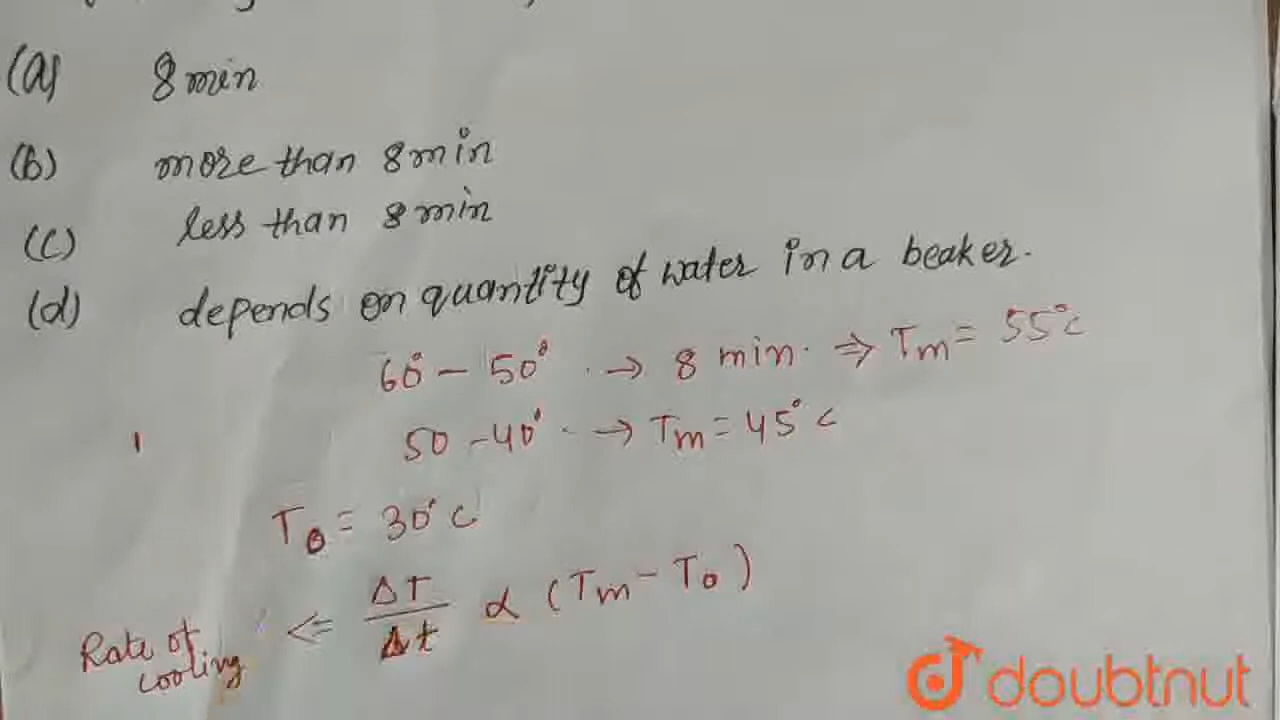 (a) 8 min
(b) more than 8 min
(c) less than 8 min
(d) depends on quantity of water in a beaker.
60° - 50° → 8 min. ⇒ Tm = 55°c
50 - 40° → Tm = 45°c
T0 = 30°c
Rate of cooling <= ΔT/Δt α (Tm - T0)
doubtnut